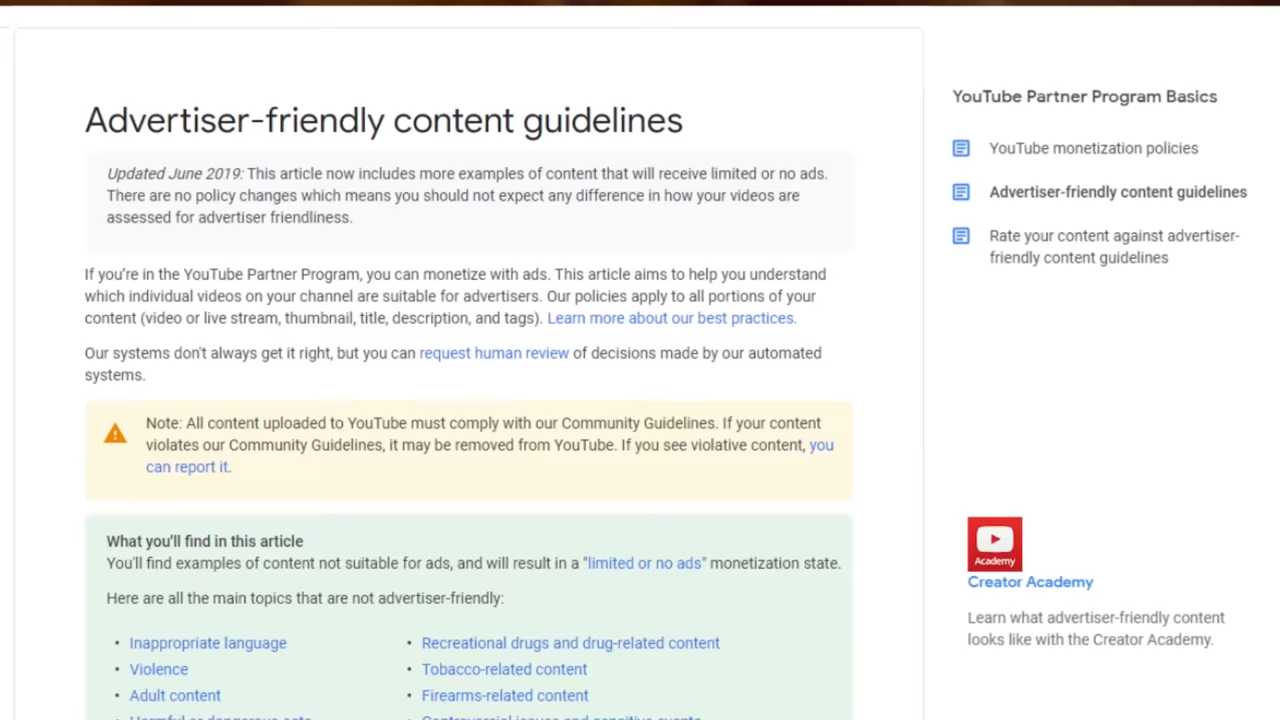 Advertiser-friendly content guidelines
Updated June 2019: This article now includes more examples of content that will receive limited or no ads.
There are no policy changes which means you should not expect any difference in how your videos are
assessed for advertiser friendliness.
If you're in the YouTube Partner Program, you can monetize with ads. This article aims to help you understand
which individual videos on your channel are suitable for advertisers. Our policies apply to all portions of your
content (video or live stream, thumbnail, title, description, and tags). Learn more about our best practices.
Our systems don't always get it right, but you can request human review of decisions made by our automated
systems.
Note: All content uploaded to YouTube must comply with our Community Guidelines. If your content
violates our Community Guidelines, it may be removed from YouTube. If you see violative content, you
can report it.
What you'll find in this article
You'll find examples of content not suitable for ads, and will result in a "limited or no ads" monetization state.
Here are all the main topics that are not advertiser-friendly:
• Inappropriate language
• Violence
• Adult content
• Harmful or dangerous acts
• Recreational drugs and drug-related content
• Tobacco-related content
• Firearms-related content
• Controversial issues and sensitive events
YouTube Partner Program Basics
YouTube monetization policies
Advertiser-friendly content guidelines
Rate your content against advertiser-
friendly content guidelines
Academy
Creator Academy
Learn what advertiser-friendly content
looks like with the Creator Academy.